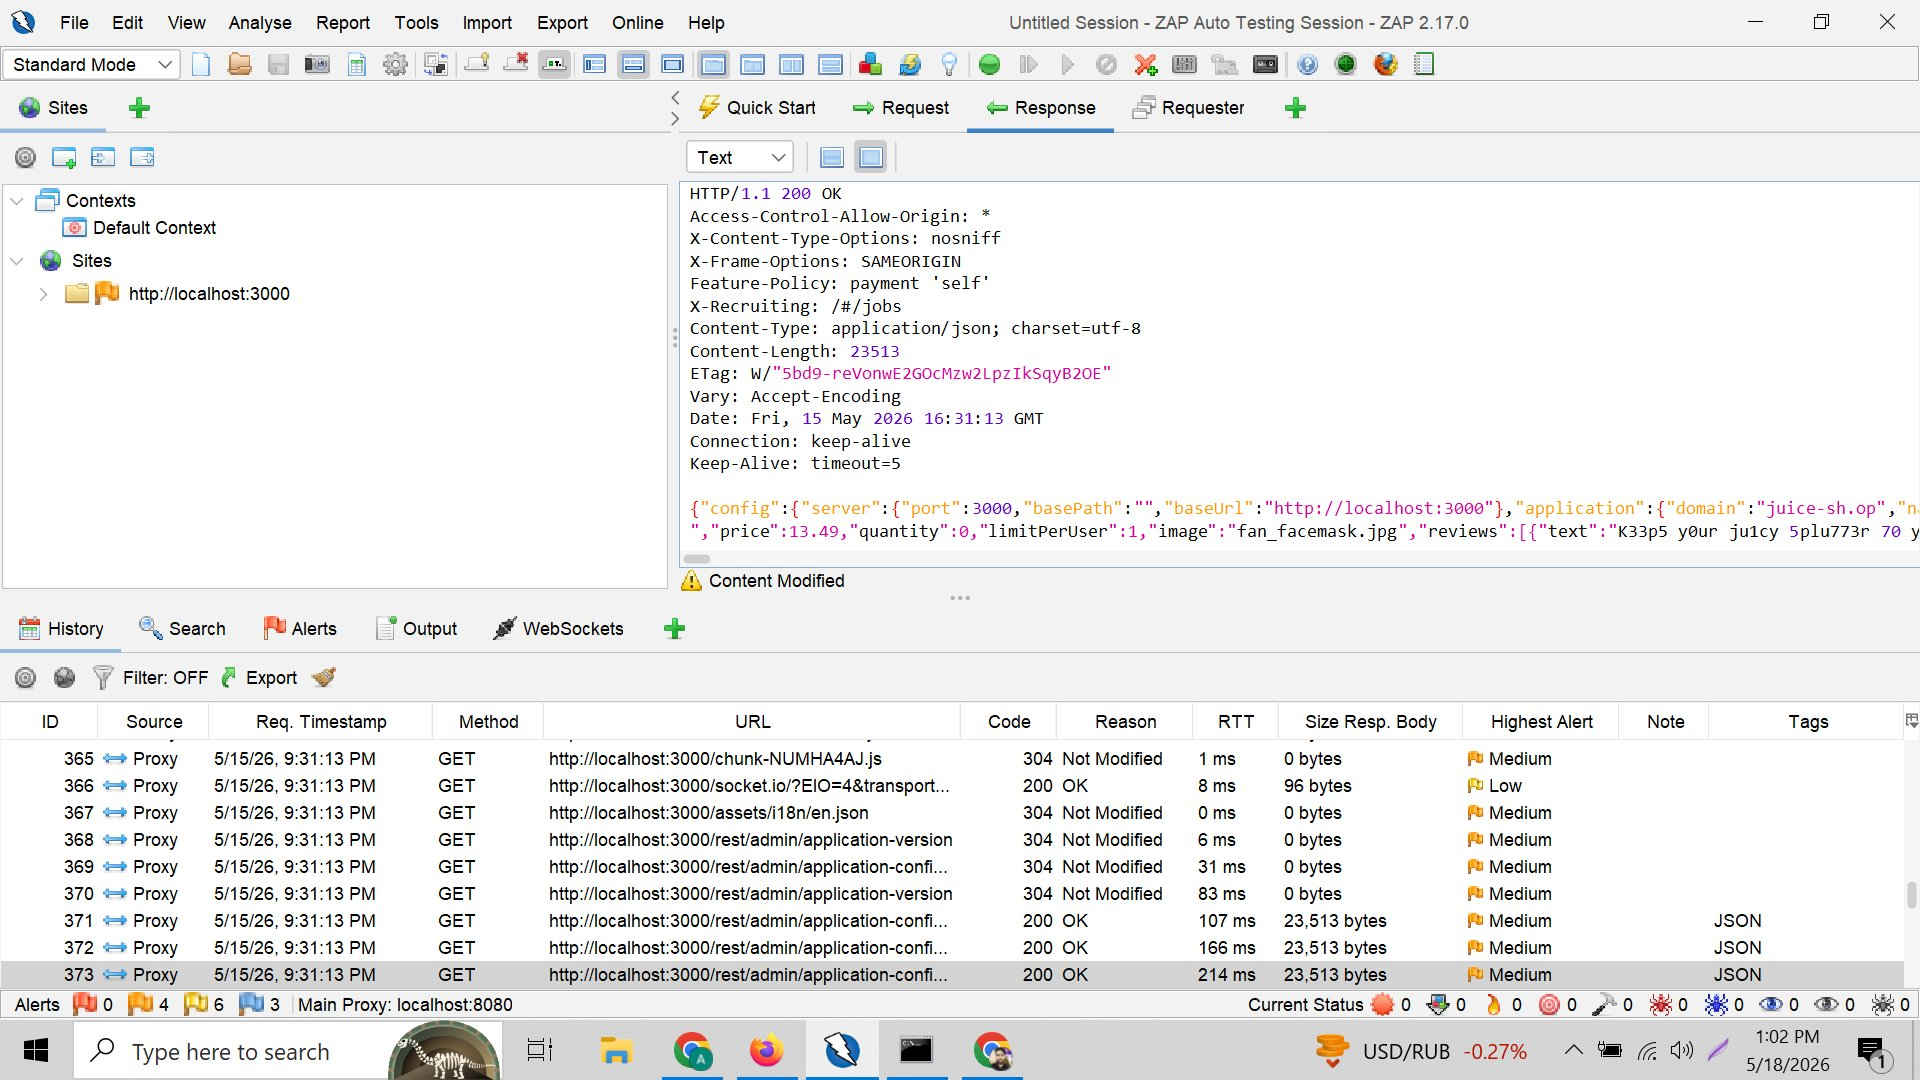 File Edit View Analyse Report Tools Import Export Online Help
Untitled Session - ZAP Auto Testing Session - ZAP 2.17.0
Standard Mode
Sites
Quick Start Request Response Requester
Text
Contexts
Default Context
Sites
http://localhost:3000
HTTP/1.1 200 OK
Access-Control-Allow-Origin: *
X-Content-Type-Options: nosniff
X-Frame-Options: SAMEORIGIN
Feature-Policy: payment 'self'
X-Recruiting: /#/jobs
Content-Type: application/json; charset=utf-8
Content-Length: 23513
ETag: W/"5bd9-reVonwE2GOcMzw2LpzIkSqyB2OE"
Vary: Accept-Encoding
Date: Fri, 15 May 2026 16:31:13 GMT
Connection: keep-alive
Keep-Alive: timeout=5
{"config":{"server":{"port":3000,"basePath":"","baseUrl":"http://localhost:3000"},"application":{"domain":"juice-sh.op","na
","price":13.49,"quantity":0,"limitPerUser":1,"image":"fan_facemask.jpg","reviews":[{"text":"K33p5 y0ur ju1cy 5plu773r 70 y
Content Modified
History Search Alerts Output WebSockets
Filter: OFF Export
ID Source Req. Timestamp Method URL Code Reason RTT Size Resp. Body Highest Alert Note Tags
365 Proxy 5/15/26, 9:31:13 PM GET http://localhost:3000/chunk-NUMHA4AJ.js 304 Not Modified 1 ms 0 bytes Medium
366 Proxy 5/15/26, 9:31:13 PM GET http://localhost:3000/socket.io/?EIO=4&transport... 200 OK 8 ms 96 bytes Low
367 Proxy 5/15/26, 9:31:13 PM GET http://localhost:3000/assets/i18n/en.json 304 Not Modified 0 ms 0 bytes Medium
368 Proxy 5/15/26, 9:31:13 PM GET http://localhost:3000/rest/admin/application-version 304 Not Modified 6 ms 0 bytes Medium
369 Proxy 5/15/26, 9:31:13 PM GET http://localhost:3000/rest/admin/application-confi... 304 Not Modified 31 ms 0 bytes Medium
370 Proxy 5/15/26, 9:31:13 PM GET http://localhost:3000/rest/admin/application-version 304 Not Modified 83 ms 0 bytes Medium
371 Proxy 5/15/26, 9:31:13 PM GET http://localhost:3000/rest/admin/application-confi... 200 OK 107 ms 23,513 bytes Medium JSON
372 Proxy 5/15/26, 9:31:13 PM GET http://localhost:3000/rest/admin/application-confi... 200 OK 166 ms 23,513 bytes Medium JSON
373 Proxy 5/15/26, 9:31:13 PM GET http://localhost:3000/rest/admin/application-confi... 200 OK 214 ms 23,513 bytes Medium JSON
Alerts 0 4 6 3 Main Proxy: localhost:8080
Current Status 0 0 0 0 0 0 0 0 0 0
Type here to search
USD/RUB -0.27%
1:02 PM
5/18/2026
1